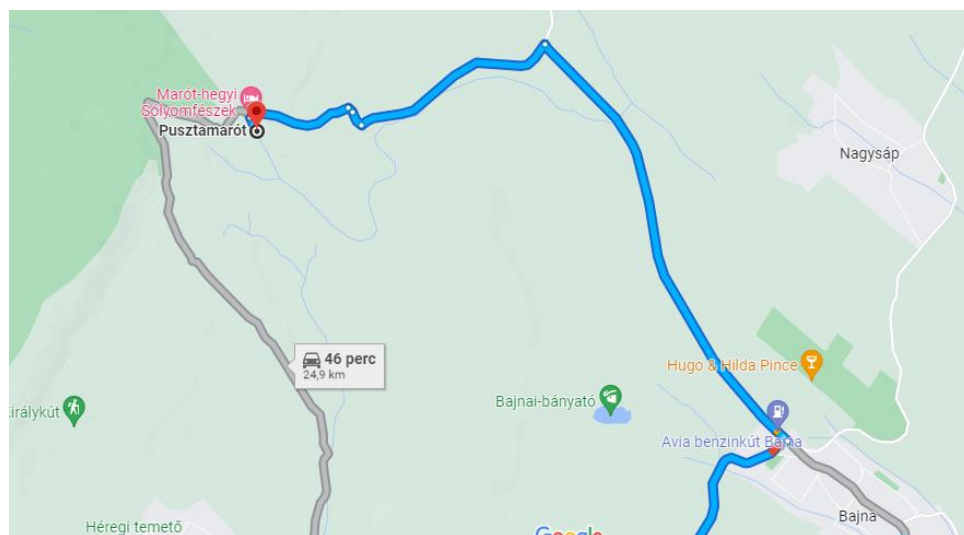 Marót-hegyi
Sólyomfészek
Pusztamarót
Nagysáp
46 perc
24,9 km
Hugo & Hilda Pince
Bajnai-bányató
Avia benzinkút Bajna
Bajna
Héregi temető
Google